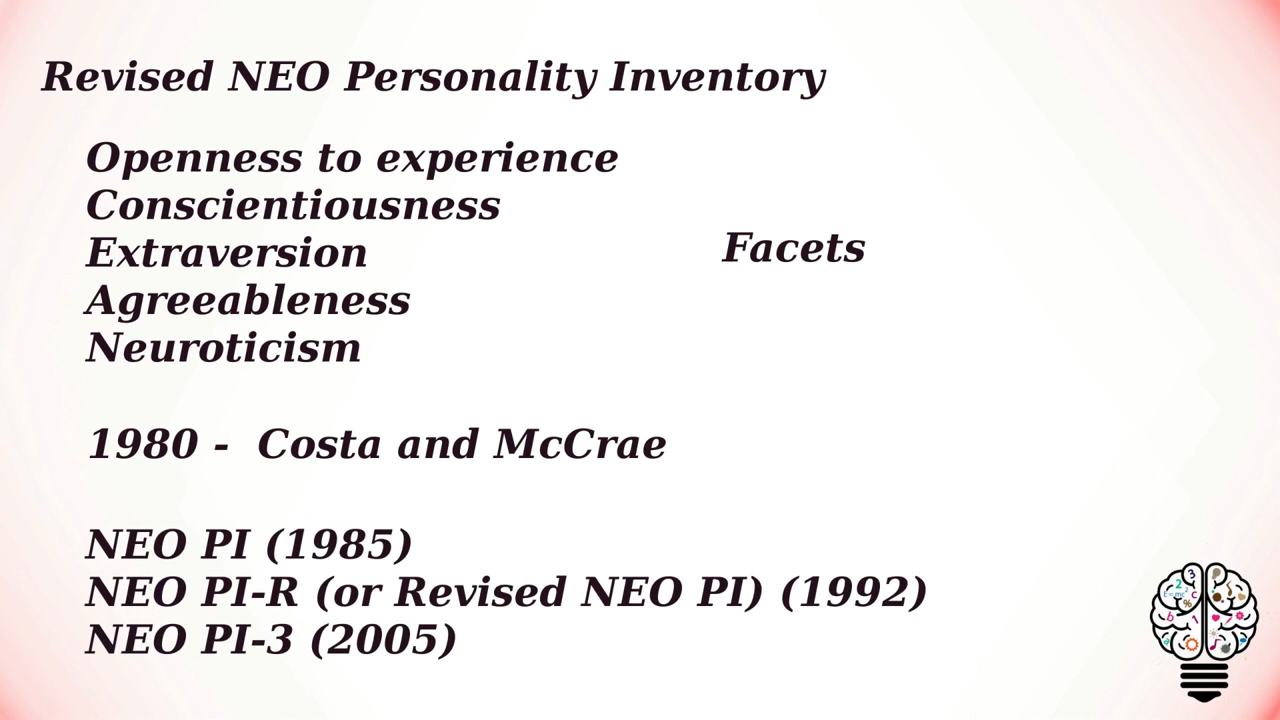 Revised NEO Personality Inventory
Openness to experience
Conscientiousness
Extraversion
Facets
Agreeableness
Neuroticism
1980 - Costa and McCrae
NEO PI (1985)
NEO PI-R (or Revised NEO PI) (1992)
NEO PI-3 (2005)